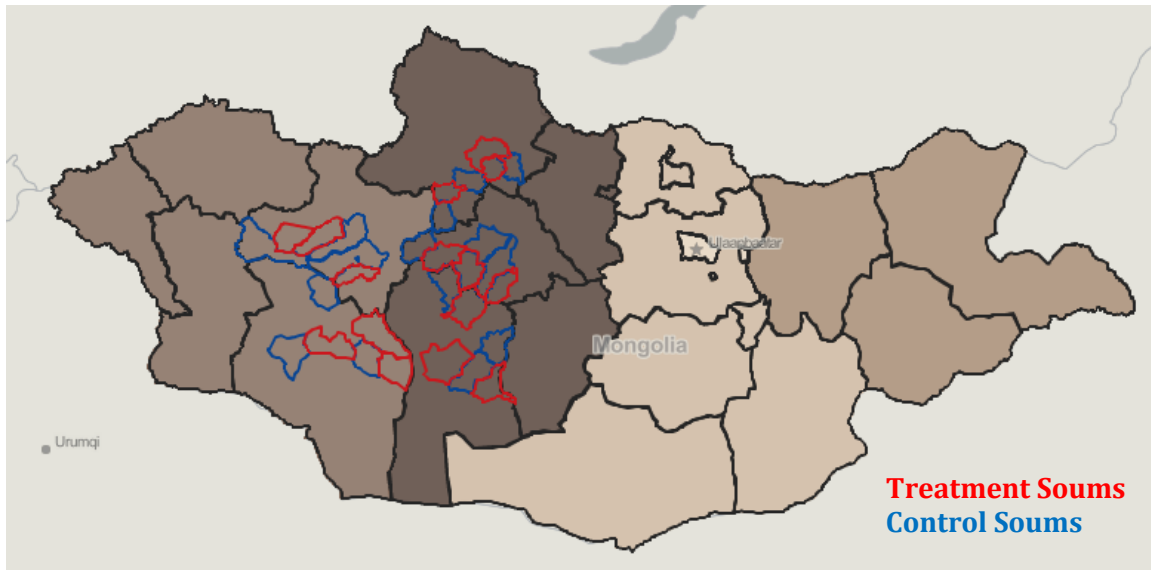 Ulaanbaatar
Mongolia
Urumqi
Treatment Soums
Control Soums